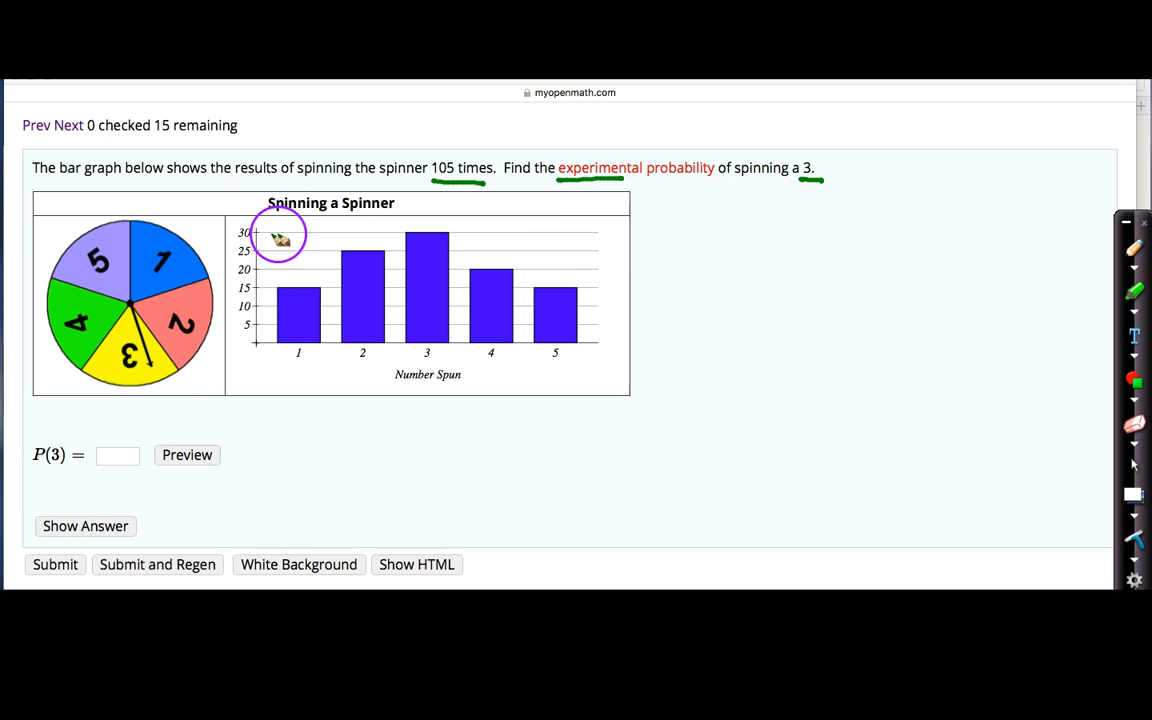 myopenmath.com
Prev Next 0 checked 15 remaining
The bar graph below shows the results of spinning the spinner 105 times. Find the experimental probability of spinning a 3.
Spinning a Spinner
5 1
4 2
3
30
25
20
15
10
5
1 2 3 4 5
Number Spun
P(3) =
Preview
Show Answer
Submit Submit and Regen White Background Show HTML
T